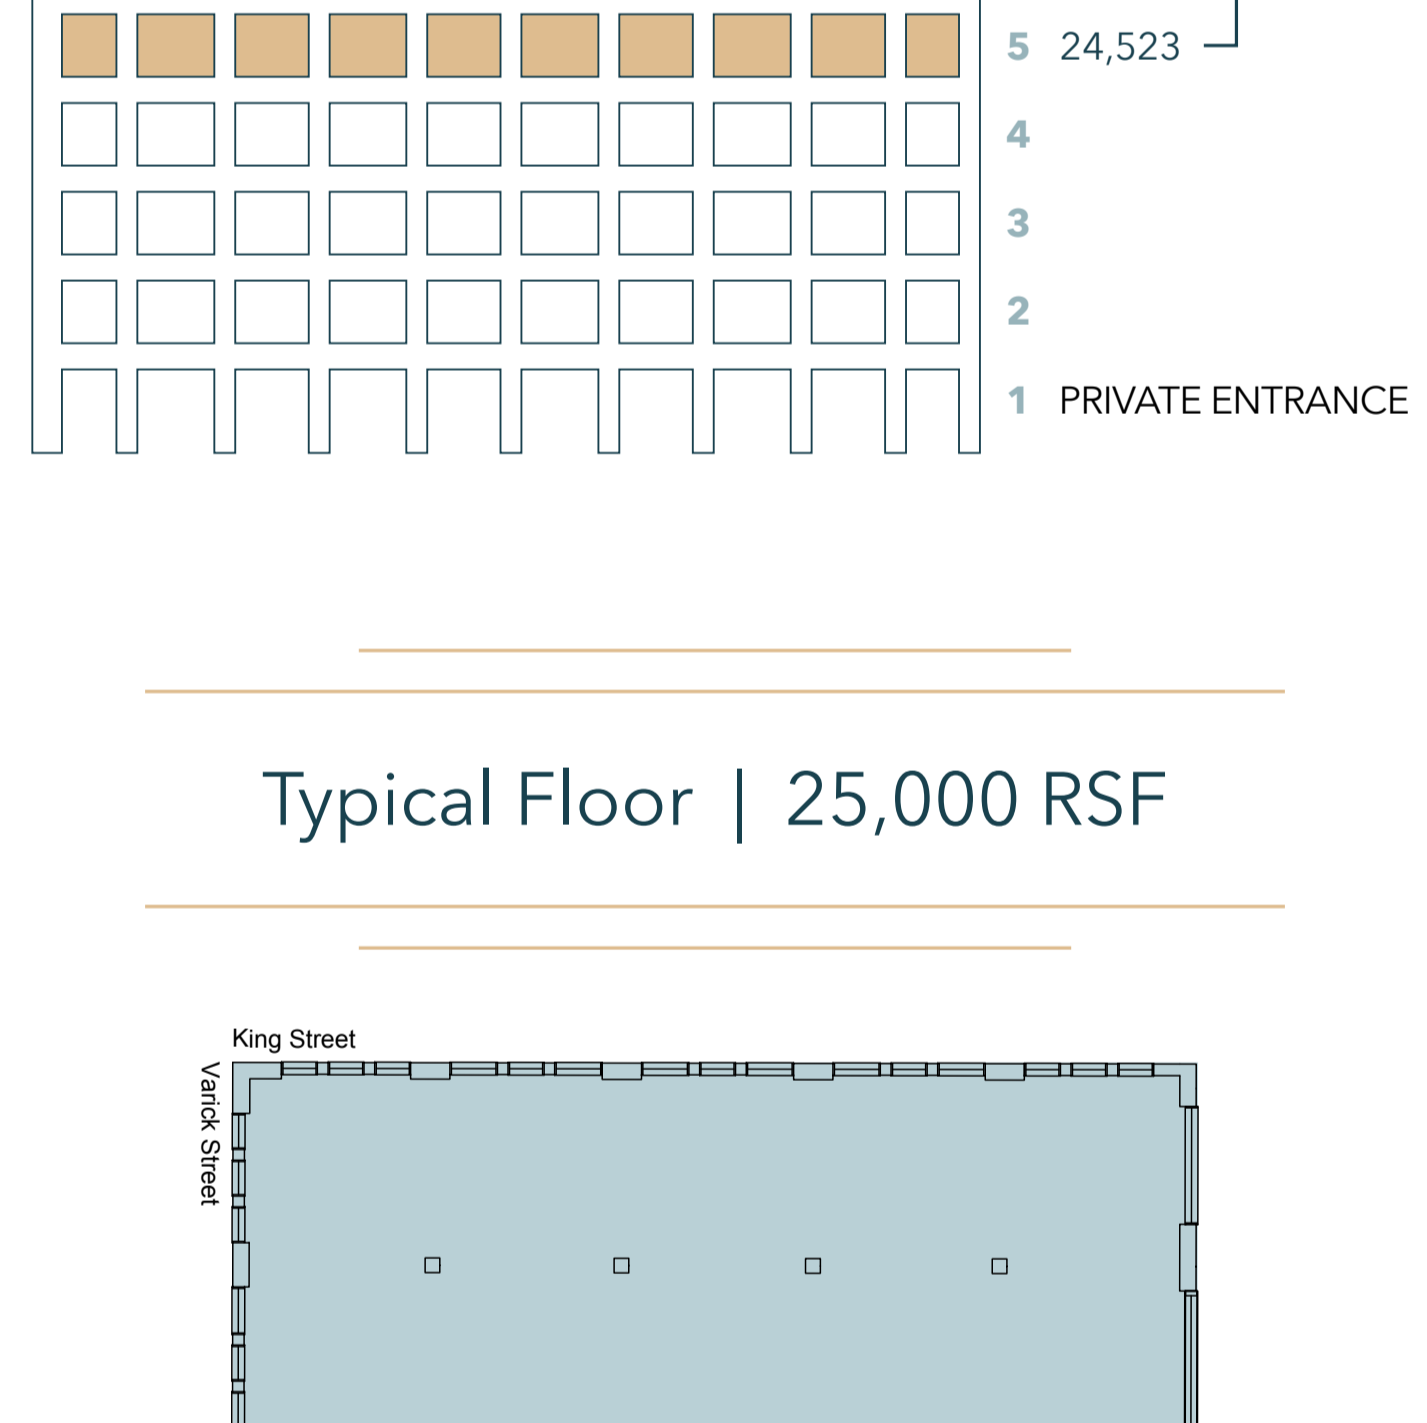 5 24,523
4
3
2
1 PRIVATE ENTRANCE
Typical Floor | 25,000 RSF
King Street
Varick Street